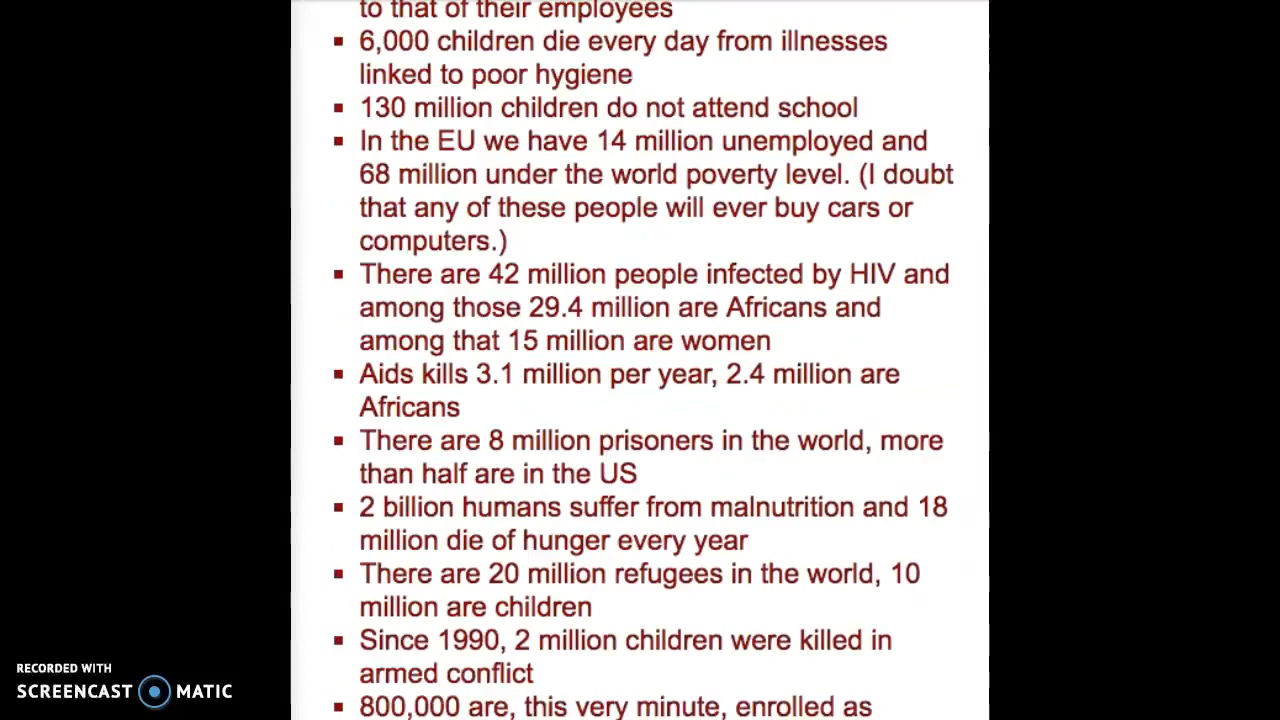 to that of their employees
▪ 6,000 children die every day from illnesses
linked to poor hygiene
▪ 130 million children do not attend school
▪ In the EU we have 14 million unemployed and
68 million under the world poverty level. (I doubt
that any of these people will ever buy cars or
computers.)
▪ There are 42 million people infected by HIV and
among those 29.4 million are Africans and
among that 15 million are women
▪ Aids kills 3.1 million per year, 2.4 million are
Africans
▪ There are 8 million prisoners in the world, more
than half are in the US
▪ 2 billion humans suffer from malnutrition and 18
million die of hunger every year
▪ There are 20 million refugees in the world, 10
million are children
▪ Since 1990, 2 million children were killed in
armed conflict
▪ 800,000 are, this very minute, enrolled as
RECORDED WITH
SCREENCAST MATIC